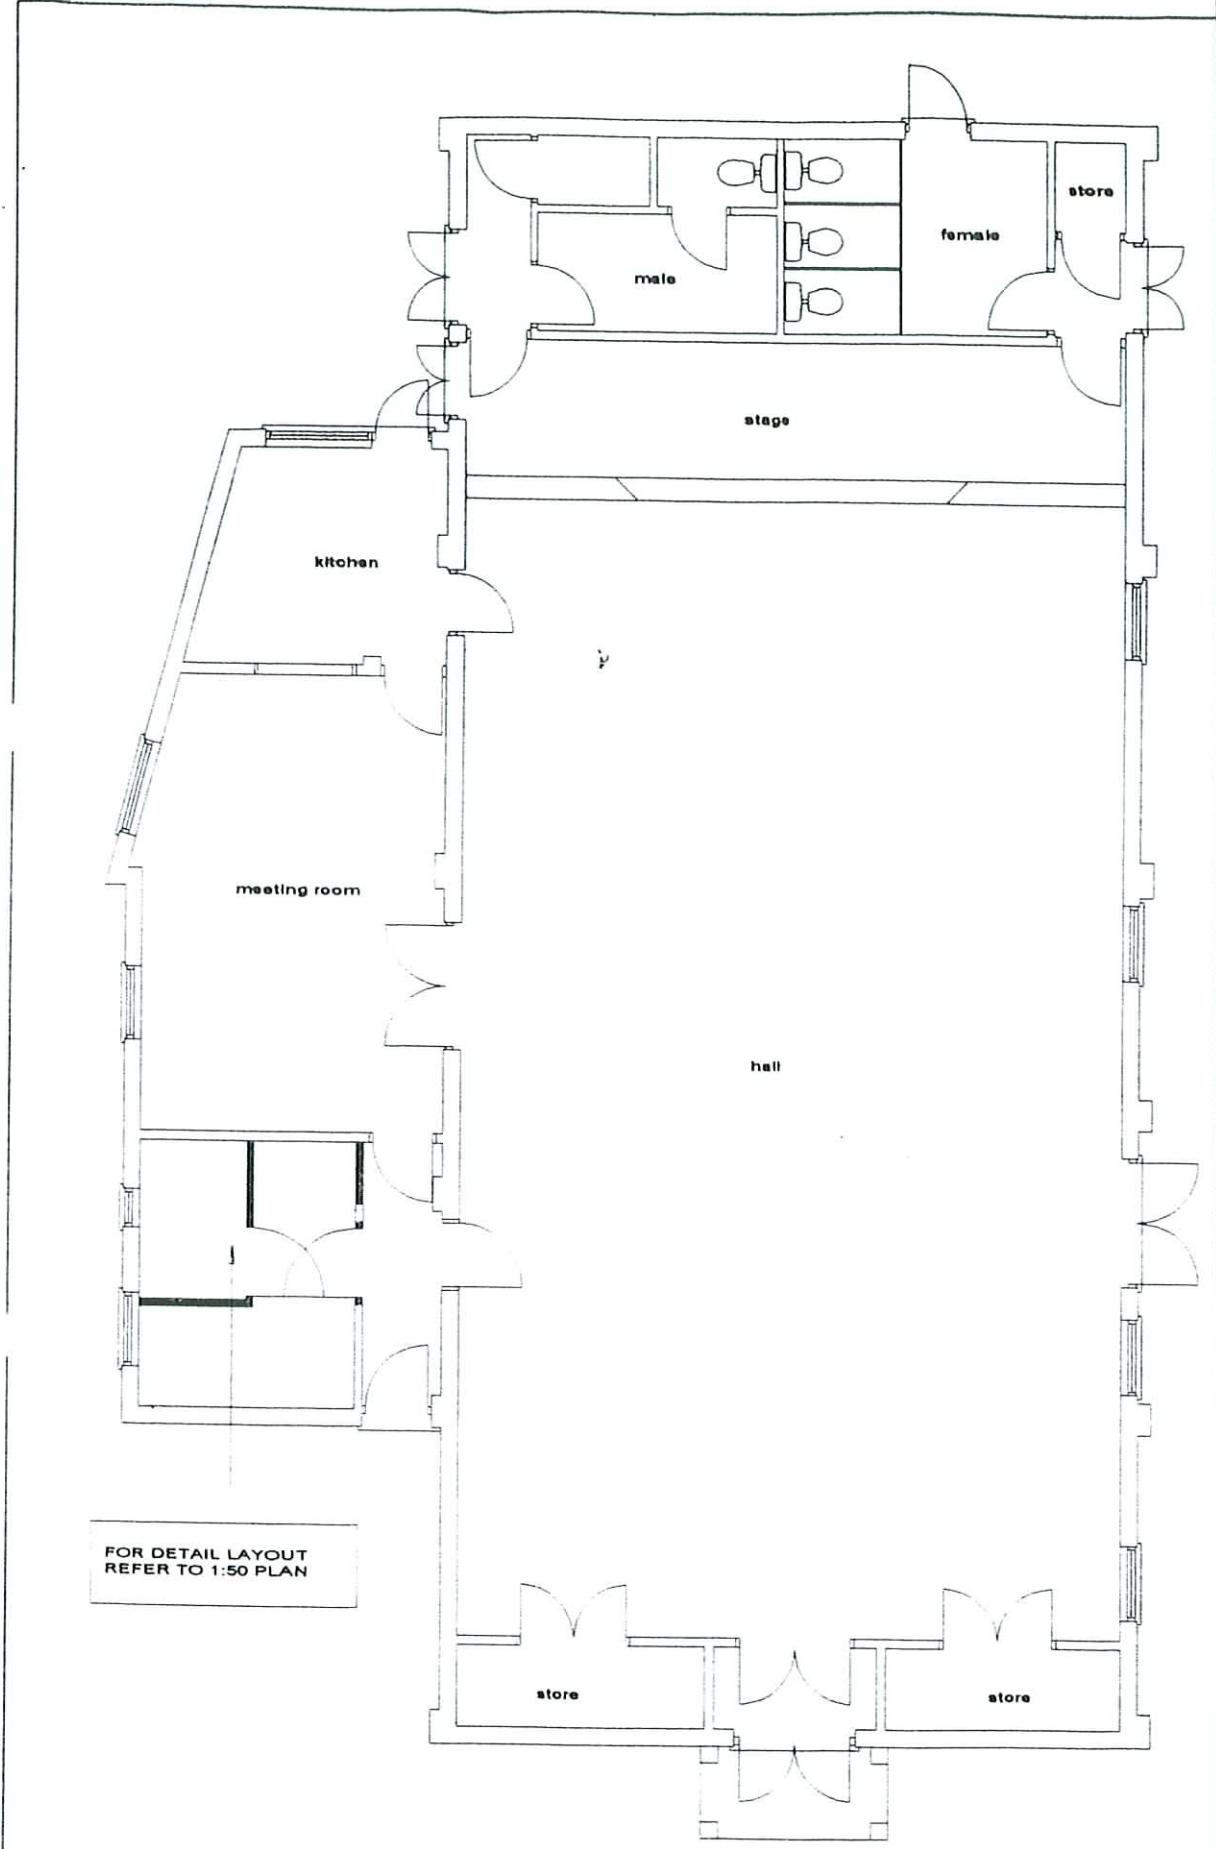 store
female
male
stage
kitchen
meeting room
hall
FOR DETAIL LAYOUT
REFER TO 1:50 PLAN
store
store